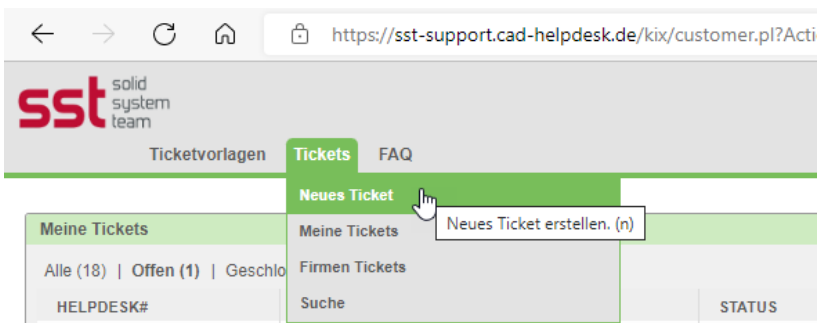 https://sst-support.cad-helpdesk.de/kix/customer.pl?Acti
sst solid
system
team
Ticketvorlagen Tickets FAQ
Neues Ticket
Neues Ticket erstellen. (n)
Meine Tickets
Meine Tickets
Firmen Tickets
Suche
Alle (18) | Offen (1) | Geschlo
HELPDESK#
STATUS